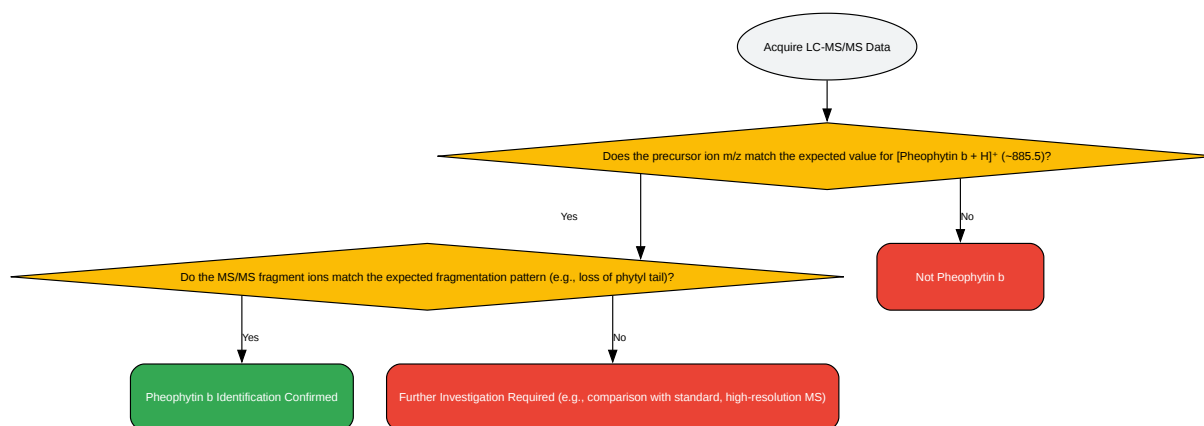 Acquire LC-MS/MS Data
Does the precursor ion m/z match the expected value for [Pheophytin b + H]⁺ (~885.5)?
Yes
No
Do the MS/MS fragment ions match the expected fragmentation pattern (e.g., loss of phytyl tail)?
Not Pheophytin b
Yes
No
Pheophytin b Identification Confirmed
Further Investigation Required (e.g., comparison with standard, high-resolution MS)